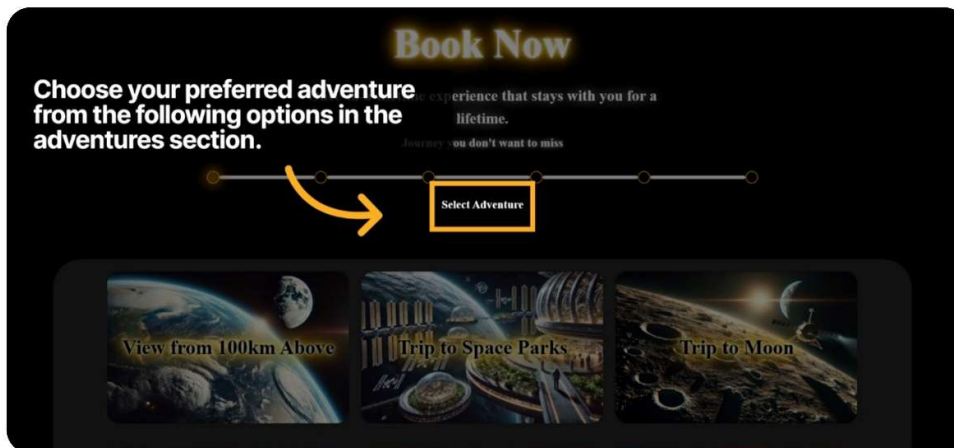 Book Now
Choose your preferred adventure
from the following options in the
adventures section.
experience that stays with you for a
lifetime.
Journey you don't want to miss
Select Adventure
View from 100km Above
Trip to Space Parks
Trip to Moon